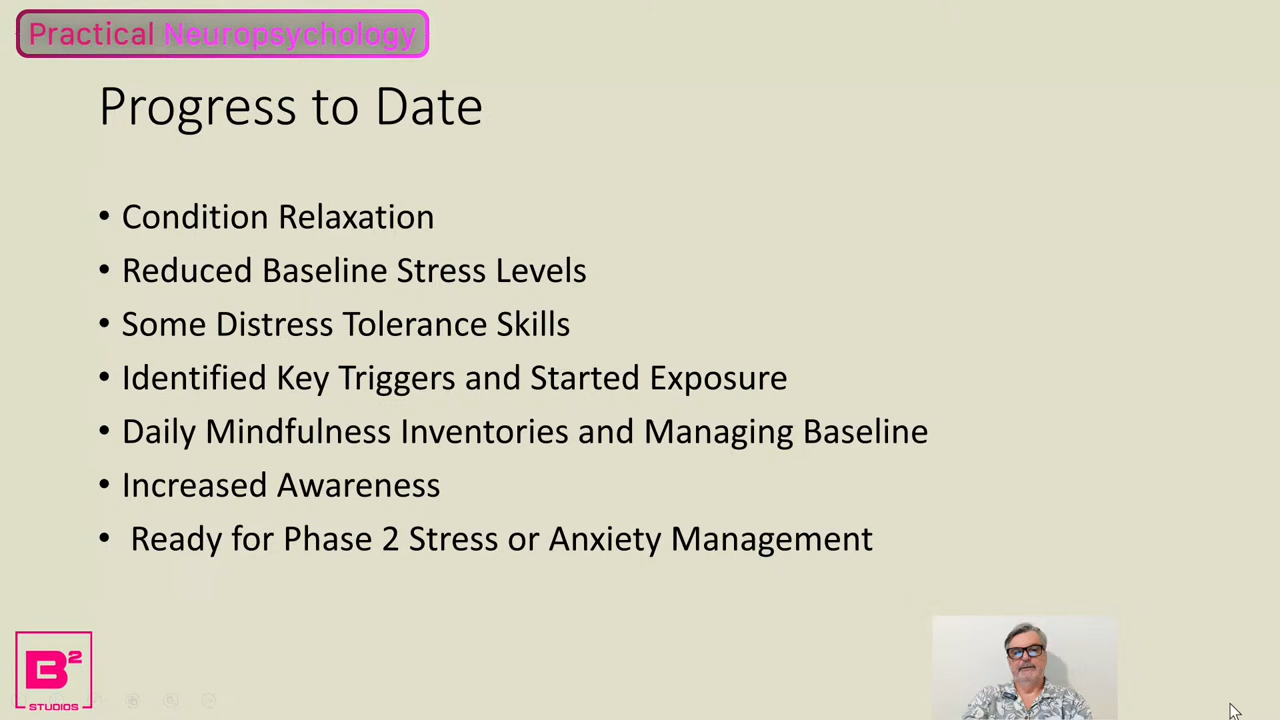 Practical Neuropsychology
Progress to Date
• Condition Relaxation
• Reduced Baseline Stress Levels
• Some Distress Tolerance Skills
• Identified Key Triggers and Started Exposure
• Daily Mindfulness Inventories and Managing Baseline
• Increased Awareness
• Ready for Phase 2 Stress or Anxiety Management
B²
STUDIOS